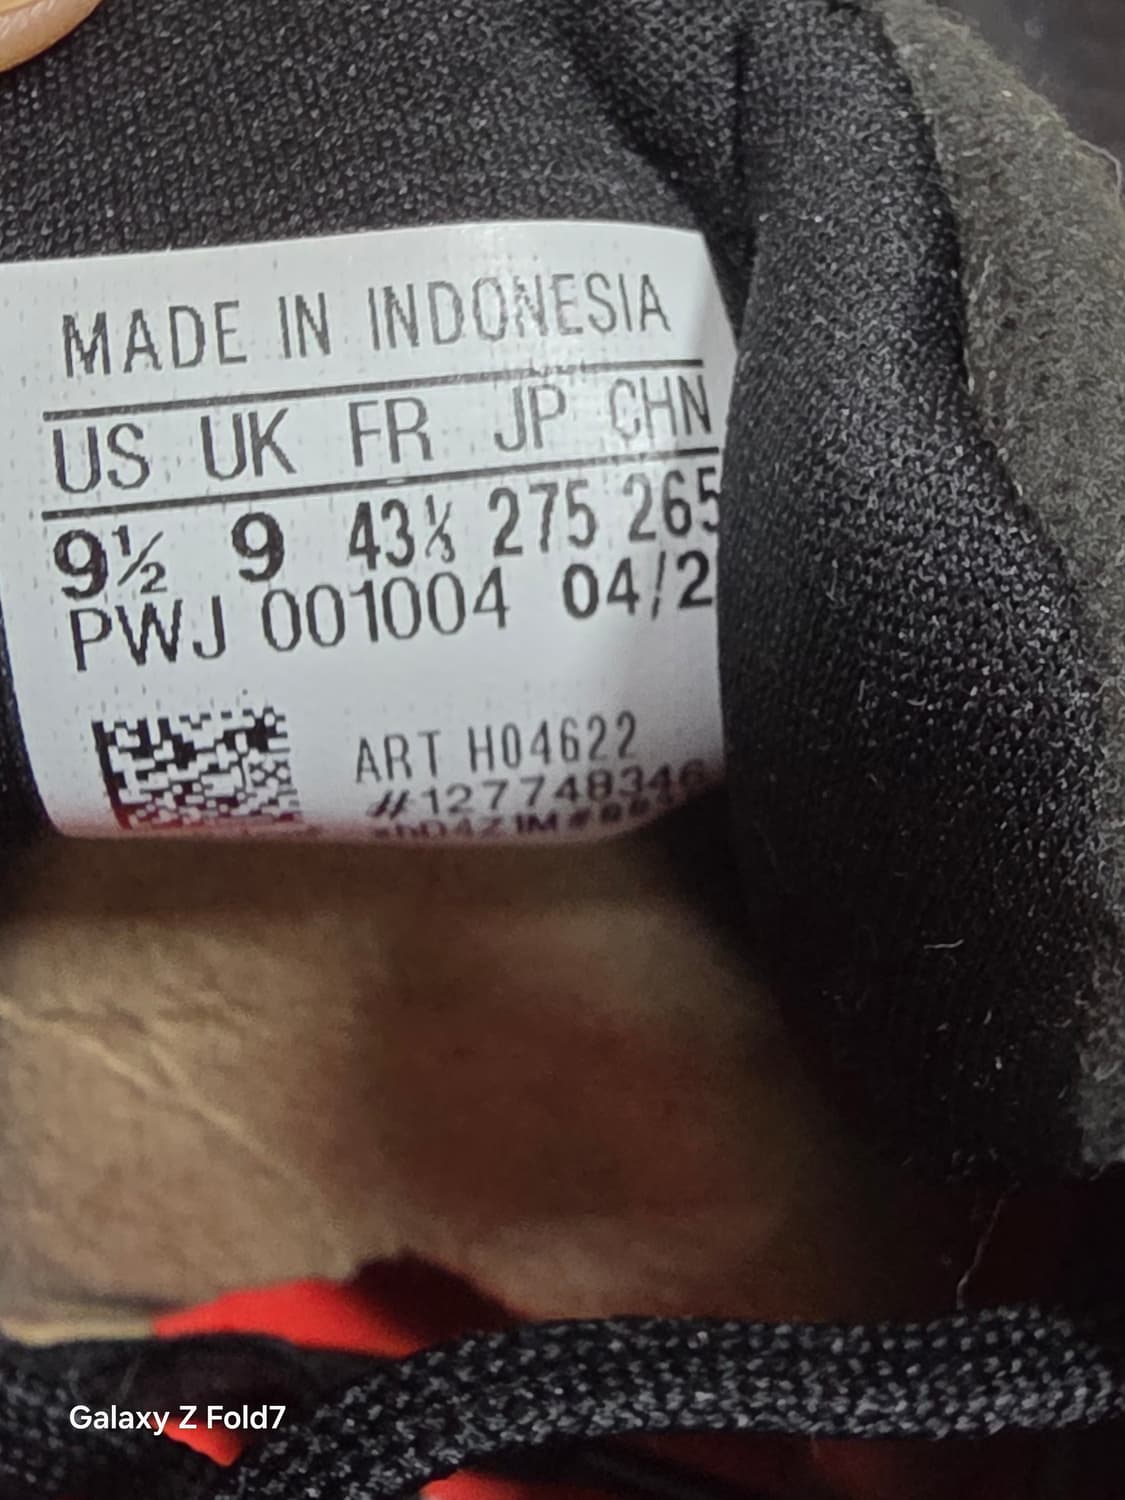 MADE IN INDONESIA
US UK FR JP CHN
9½ 9 43⅓ 275 265
PWJ 001004 04/2
ART H04622
#127748346
Galaxy Z Fold7